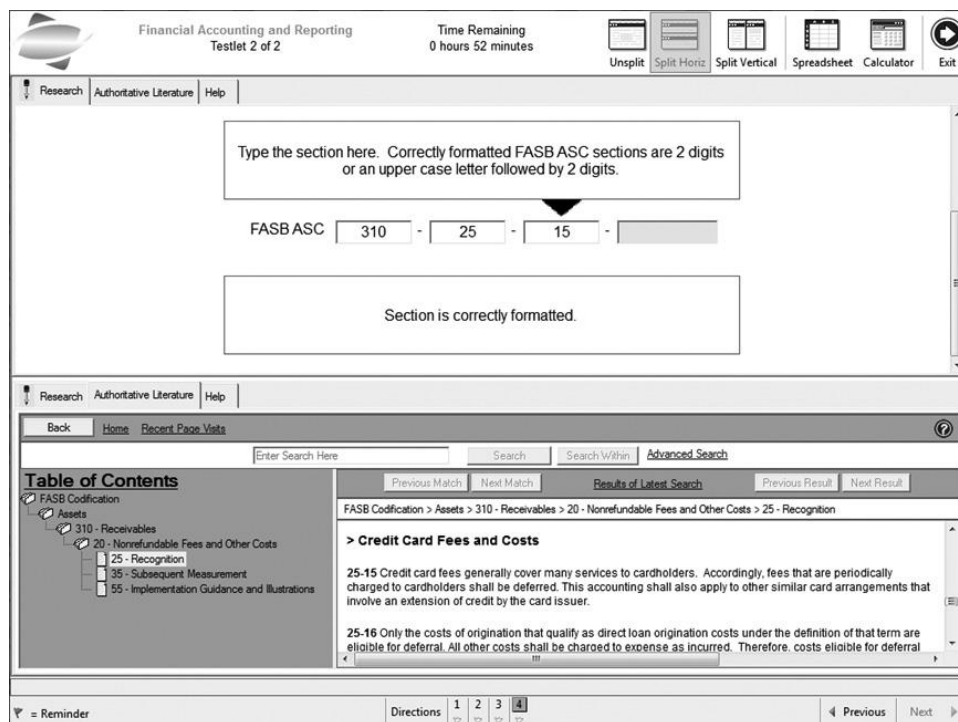 Financial Accounting and Reporting
Testlet 2 of 2
Time Remaining
0 hours 52 minutes
Unsplit
Split Horiz
Split Vertical
Spreadsheet
Calculator
Exit
Research
Authoritative Literature
Help
Type the section here. Correctly formatted FASB ASC sections are 2 digits
or an upper case letter followed by 2 digits.
FASB ASC 310 - 25 - 15 -
Section is correctly formatted.
Research
Authoritative Literature
Help
Back
Home
Recent Page Visits
Enter Search Here
Search
Search Within
Advanced Search
Table of Contents
FASB Codification
Assets
310 - Receivables
20 - Nonrefundable Fees and Other Costs
25 - Recognition
35 - Subsequent Measurement
55 - Implementation Guidance and Illustrations
Previous Match
Next Match
Results of Latest Search
Previous Result
Next Result
FASB Codification > Assets > 310 - Receivables > 20 - Nonrefundable Fees and Other Costs > 25 - Recognition
> Credit Card Fees and Costs
25-15 Credit card fees generally cover many services to cardholders. Accordingly, fees that are periodically
charged to cardholders shall be deferred. This accounting shall also apply to other similar card arrangements that
involve an extension of credit by the card issuer.
25-16 Only the costs of origination that qualify as direct loan origination costs under the definition of that term are
eligible for deferral. All other costs shall be charged to expense as incurred. Therefore, costs eligible for deferral
= Reminder
Directions
1 2 3 4
Previous
Next